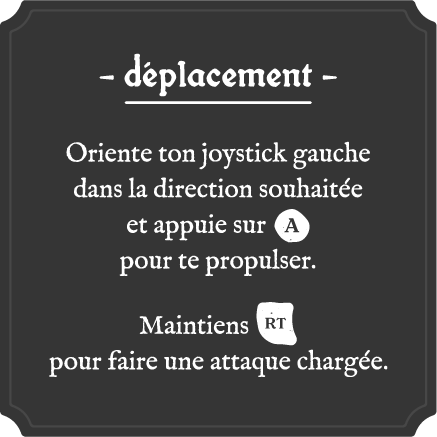 - déplacement -
Oriente ton joystick gauche
dans la direction souhaitée
et appuie sur A
pour te propulser.
Maintiens RT
pour faire une attaque chargée.